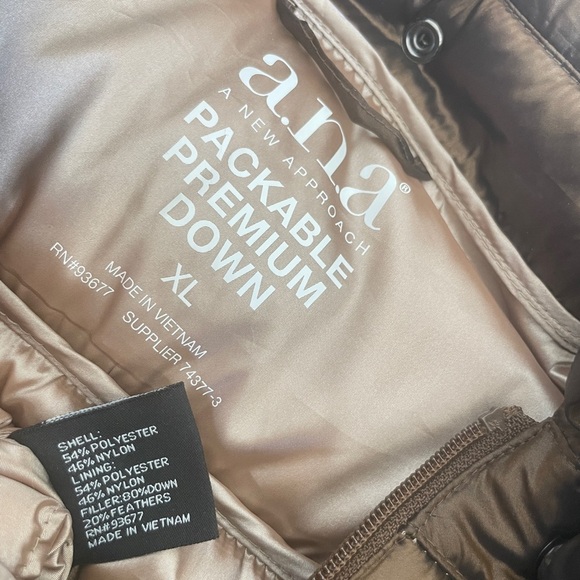 a.n.a®
A NEW APPROACH
PACKABLE
PREMIUM
DOWN
XL
MADE IN VIETNAM
RN#93677 SUPPLIER 74377-3
SHELL:
54% POLYESTER
46% NYLON
LINING:
54% POLYESTER
46% NYLON
FILLER:80%DOWN
20% FEATHERS
RN#93677
MADE IN VIETNAM